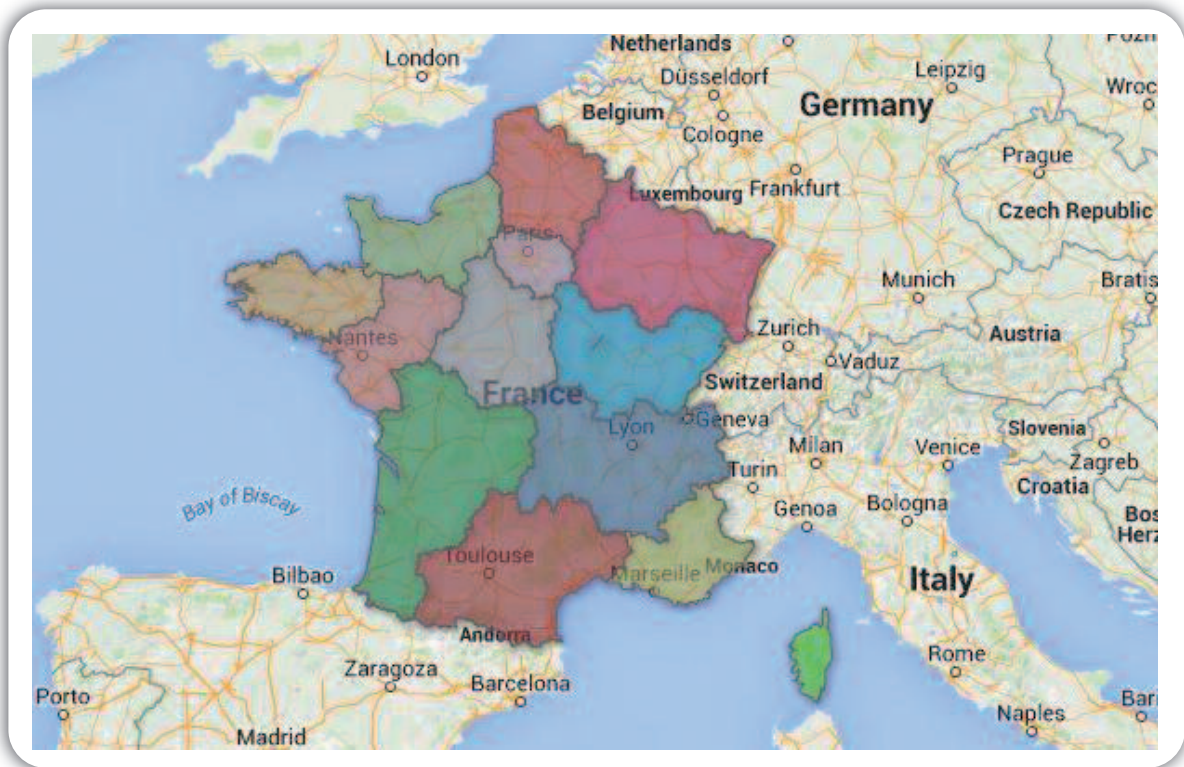 London
Netherlands
Düsseldorf
Leipzig
Wroc
Belgium
Germany
Cologne
Prague
Luxembourg
Frankfurt
Czech Republic
Paris
Munich
Bratis
Nantes
Zurich
Austria
Vaduz
France
Switzerland
Geneva
Lyon
Slovenia
Milan
Venice
Zagreb
Turin
Croatia
Bay of Biscay
Genoa
Bologna
Bos
Herz
Toulouse
Marseille
Monaco
Bilbao
Italy
Andorra
Rome
Zaragoza
Barcelona
Porto
Bari
Naples
Madrid